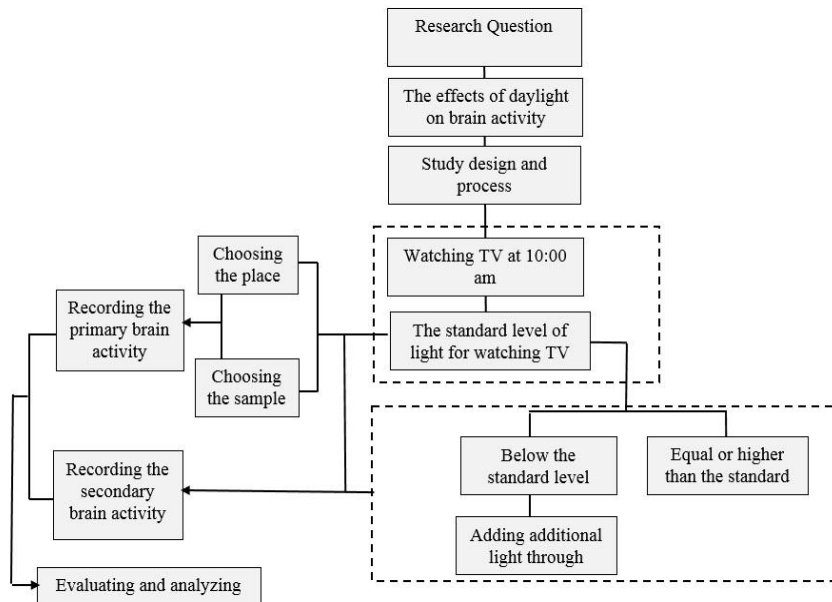 Research Question
The effects of daylight
on brain activity
Study design and
process
Watching TV at 10:00
am
The standard level of
light for watching TV
Choosing
the place
Recording the
primary brain
activity
Choosing
the sample
Below the
standard level
Equal or higher
than the standard
Recording the
secondary brain
activity
Adding additional
light through
Evaluating and analyzing